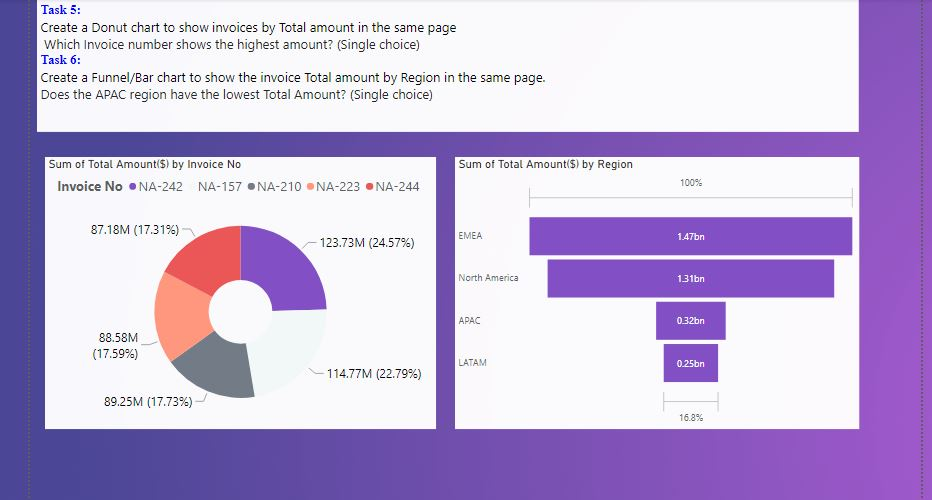 Task 5:
Create a Donut chart to show invoices by Total amount in the same page
Which Invoice number shows the highest amount? (Single choice)
Task 6:
Create a Funnel/Bar chart to show the invoice Total amount by Region in the same page.
Does the APAC region have the lowest Total Amount? (Single choice)
Sum of Total Amount($) by Invoice No
Invoice No NA-242 NA-157 NA-210 NA-223 NA-244
87.18M (17.31%)
123.73M (24.57%)
88.58M
(17.59%)
114.77M (22.79%)
89.25M (17.73%)
Sum of Total Amount($) by Region
100%
EMEA 1.47bn
North America 1.31bn
APAC 0.32bn
LATAM 0.25bn
16.8%